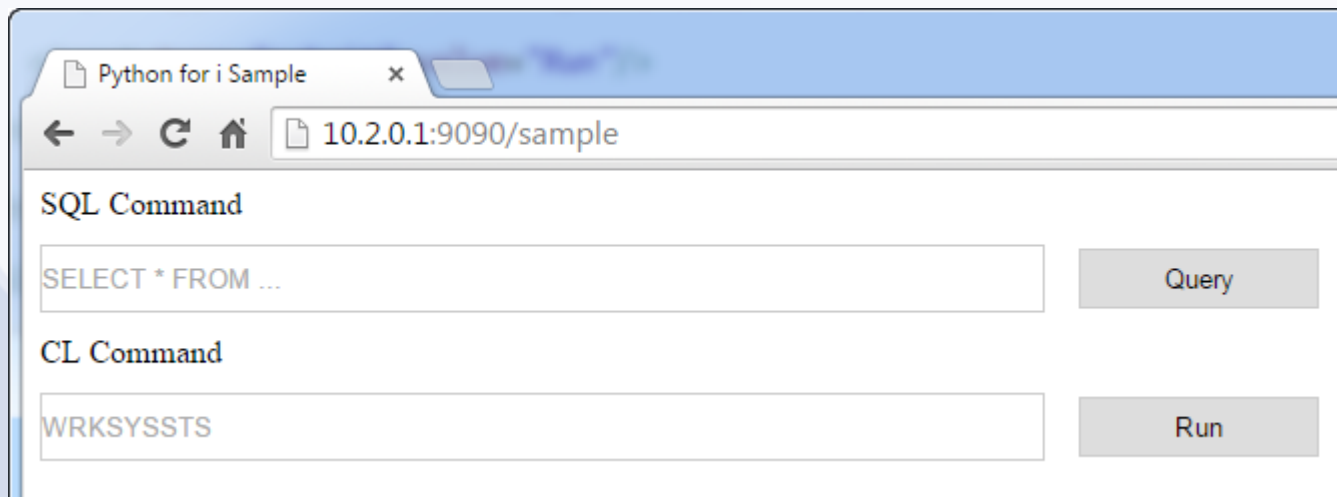 Python for i Sample
10.2.0.1:9090/sample
SQL Command
SELECT * FROM ...
Query
CL Command
WRKSYSSTS
Run